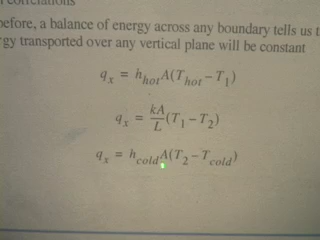 correlations
before, a balance of energy across any boundary tells us
transported over any vertical plane will be constant
q_x = h_hot A(T_hot − T_1)
q_x = kA/L (T_1 − T_2)
q_x = h_cold A(T_2 − T_cold)